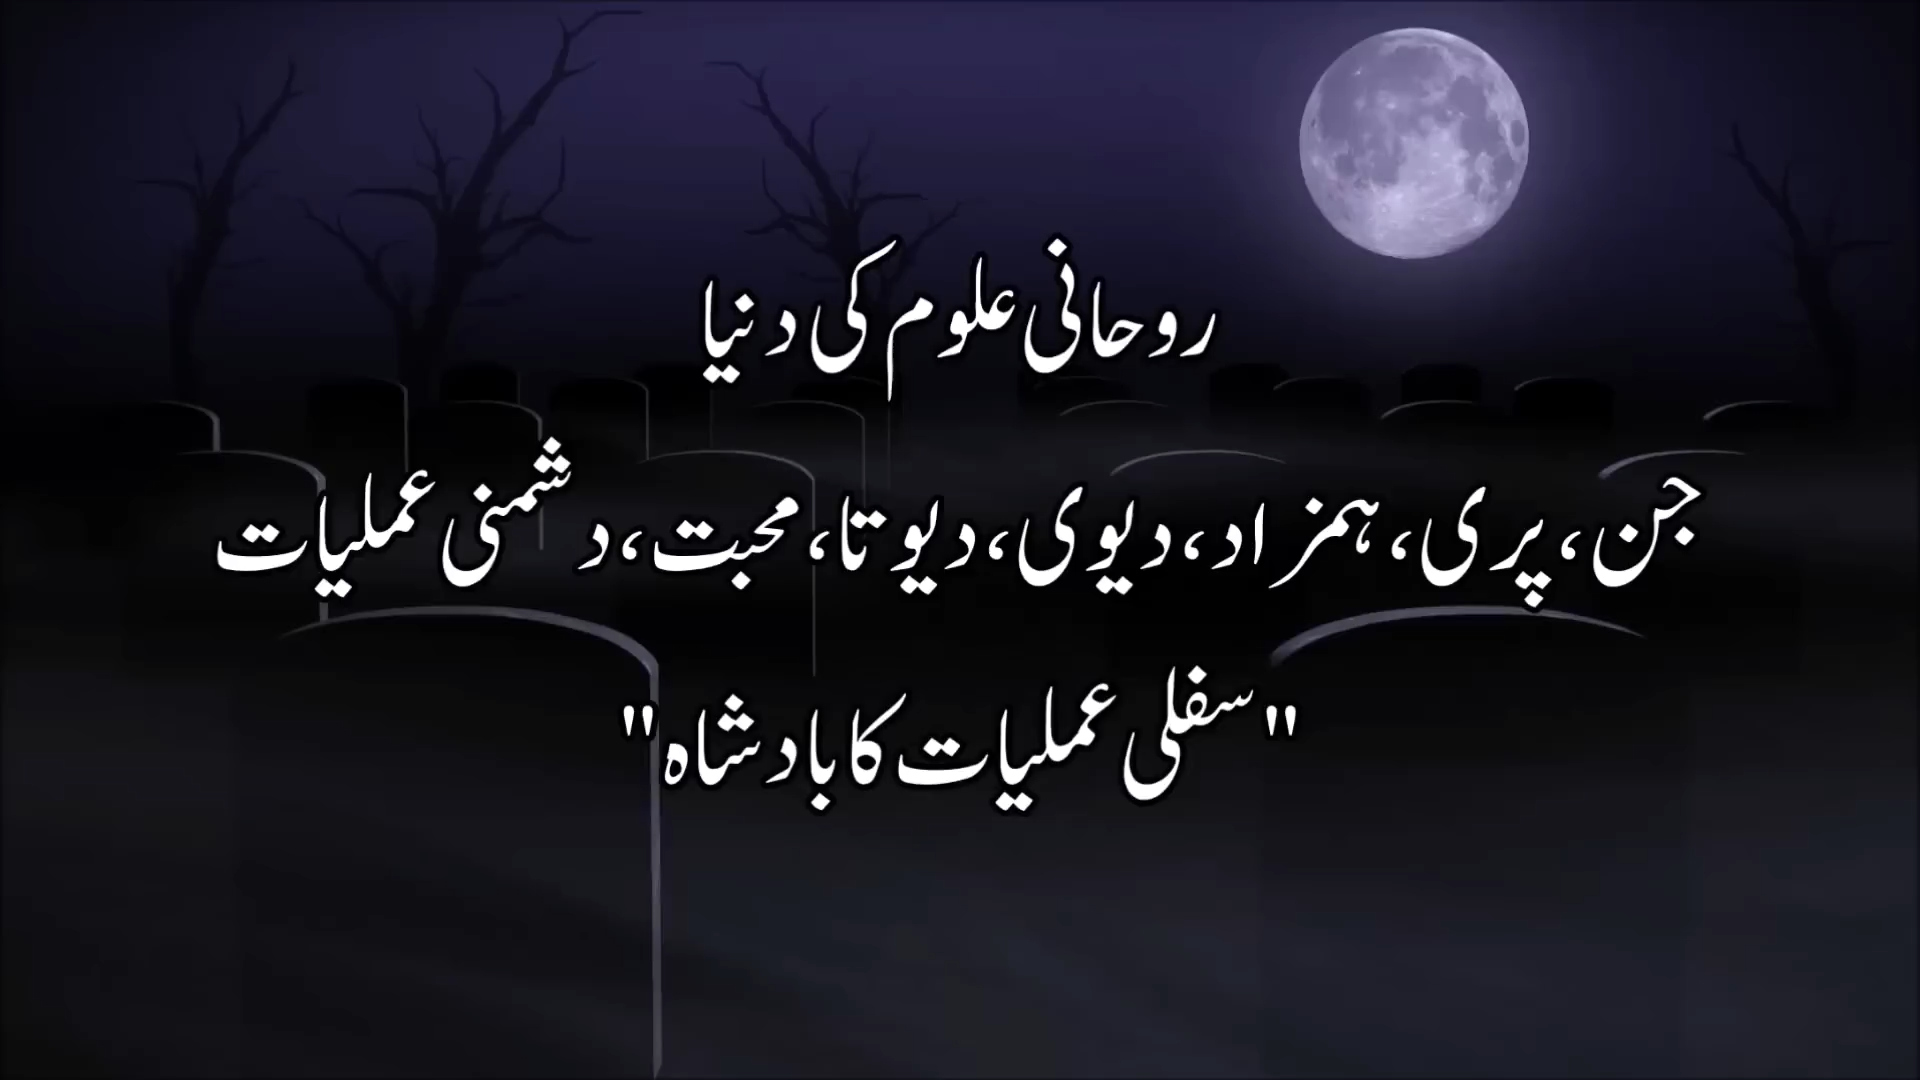 روحانی علوم کی دنیا
جن، پری، ہمزاد، دیوی، دیوتا، محبت، دشمنی عملیات
"سفلی عملیات کا بادشاہ"